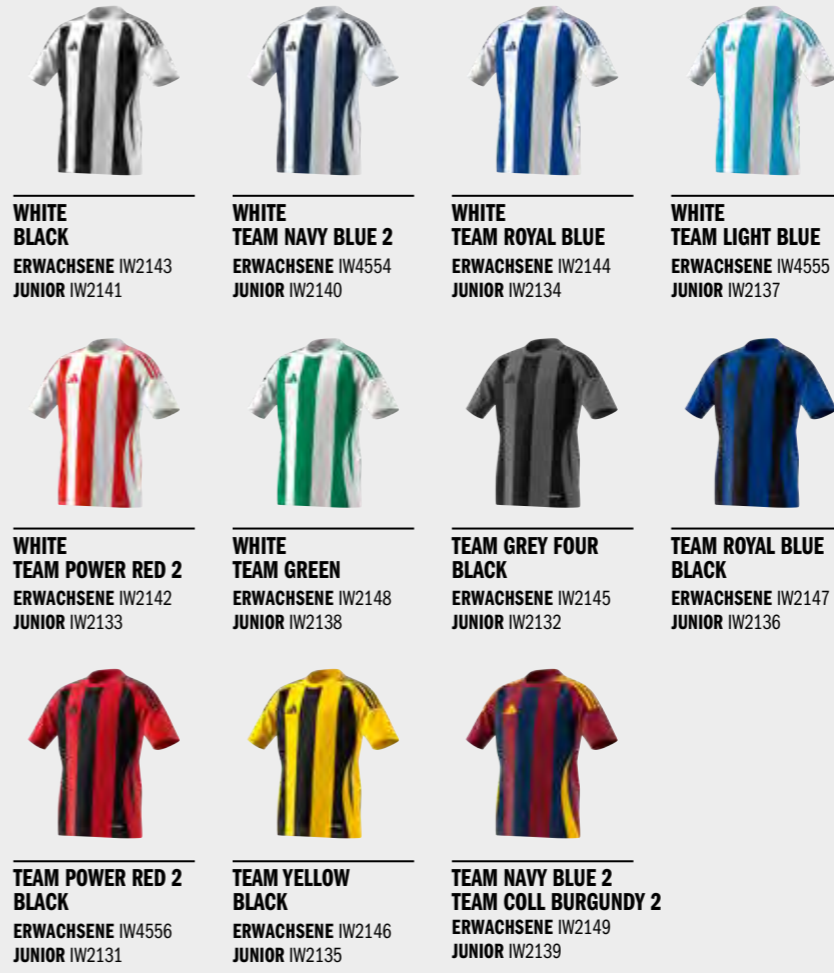 WHITE
BLACK
ERWACHSENE IW2143
JUNIOR IW2141
WHITE
TEAM NAVY BLUE 2
ERWACHSENE IW4554
JUNIOR IW2140
WHITE
TEAM ROYAL BLUE
ERWACHSENE IW2144
JUNIOR IW2134
WHITE
TEAM LIGHT BLUE
ERWACHSENE IW4555
JUNIOR IW2137
WHITE
TEAM POWER RED 2
ERWACHSENE IW2142
JUNIOR IW2133
WHITE
TEAM GREEN
ERWACHSENE IW2148
JUNIOR IW2138
TEAM GREY FOUR
BLACK
ERWACHSENE IW2145
JUNIOR IW2132
TEAM ROYAL BLUE
BLACK
ERWACHSENE IW2147
JUNIOR IW2136
TEAM POWER RED 2
BLACK
ERWACHSENE IW4556
JUNIOR IW2131
TEAM YELLOW
BLACK
ERWACHSENE IW2146
JUNIOR IW2135
TEAM NAVY BLUE 2
TEAM COLL BURGUNDY 2
ERWACHSENE IW2149
JUNIOR IW2139